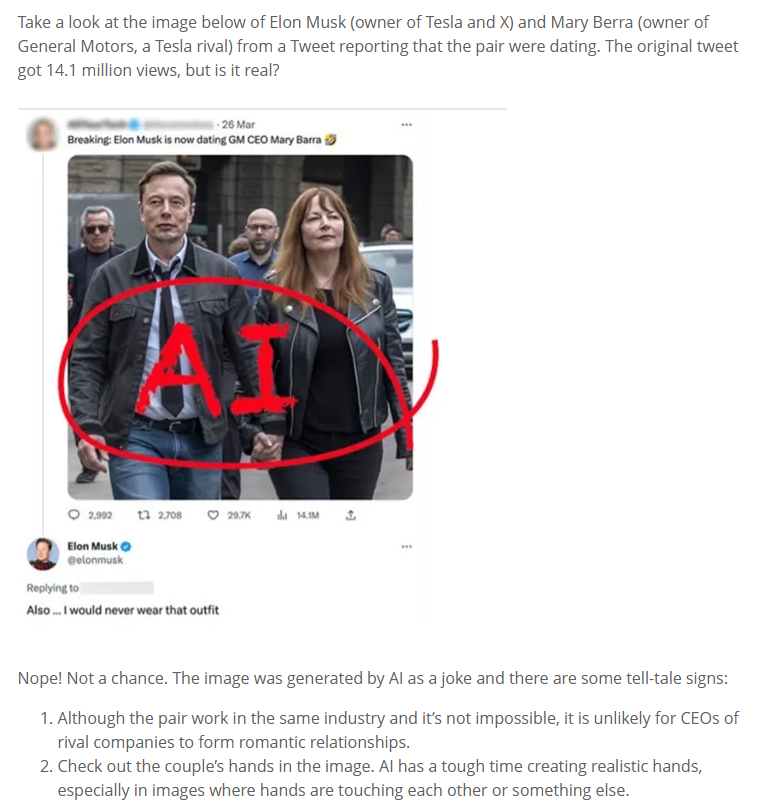 Take a look at the image below of Elon Musk (owner of Tesla and X) and Mary Berra (owner of
General Motors, a Tesla rival) from a Tweet reporting that the pair were dating. The original tweet
got 14.1 million views, but is it real?
· 26 Mar
Breaking: Elon Musk is now dating GM CEO Mary Barra 🤣
AI
2,992 2,708 29.7K 14.1M
Elon Musk
@elonmusk
Replying to
Also ... I would never wear that outfit
Nope! Not a chance. The image was generated by AI as a joke and there are some tell-tale signs:
1. Although the pair work in the same industry and it’s not impossible, it is unlikely for CEOs of
rival companies to form romantic relationships.
2. Check out the couple’s hands in the image. AI has a tough time creating realistic hands,
especially in images where hands are touching each other or something else.